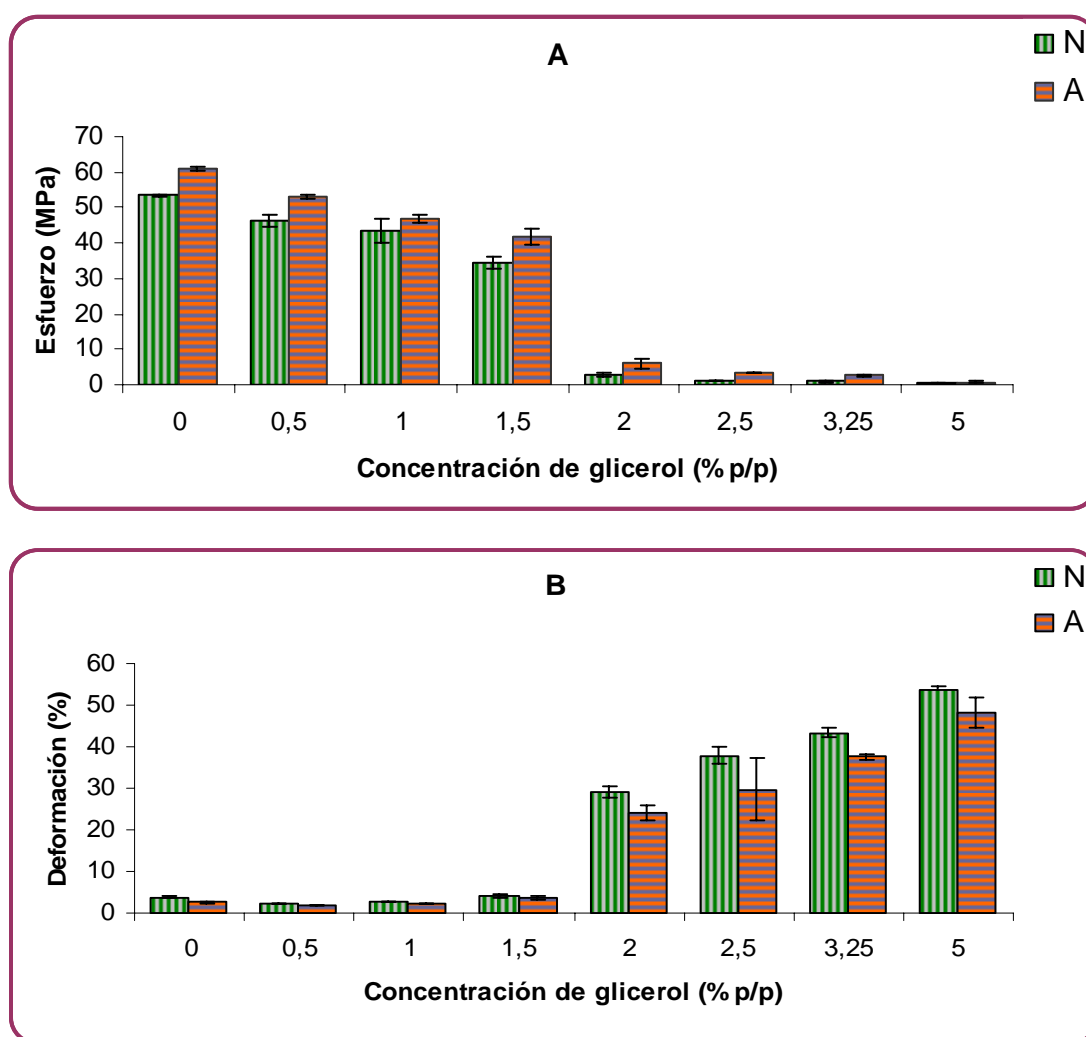 A
N
A
70
60
50
40
30
20
10
0
Esfuerzo (MPa)
0 0,5 1 1,5 2 2,5 3,25 5
Concentración de glicerol (% p/p)
B
N
A
60
50
40
30
20
10
0
Deformación (%)
0 0,5 1 1,5 2 2,5 3,25 5
Concentración de glicerol (% p/p)